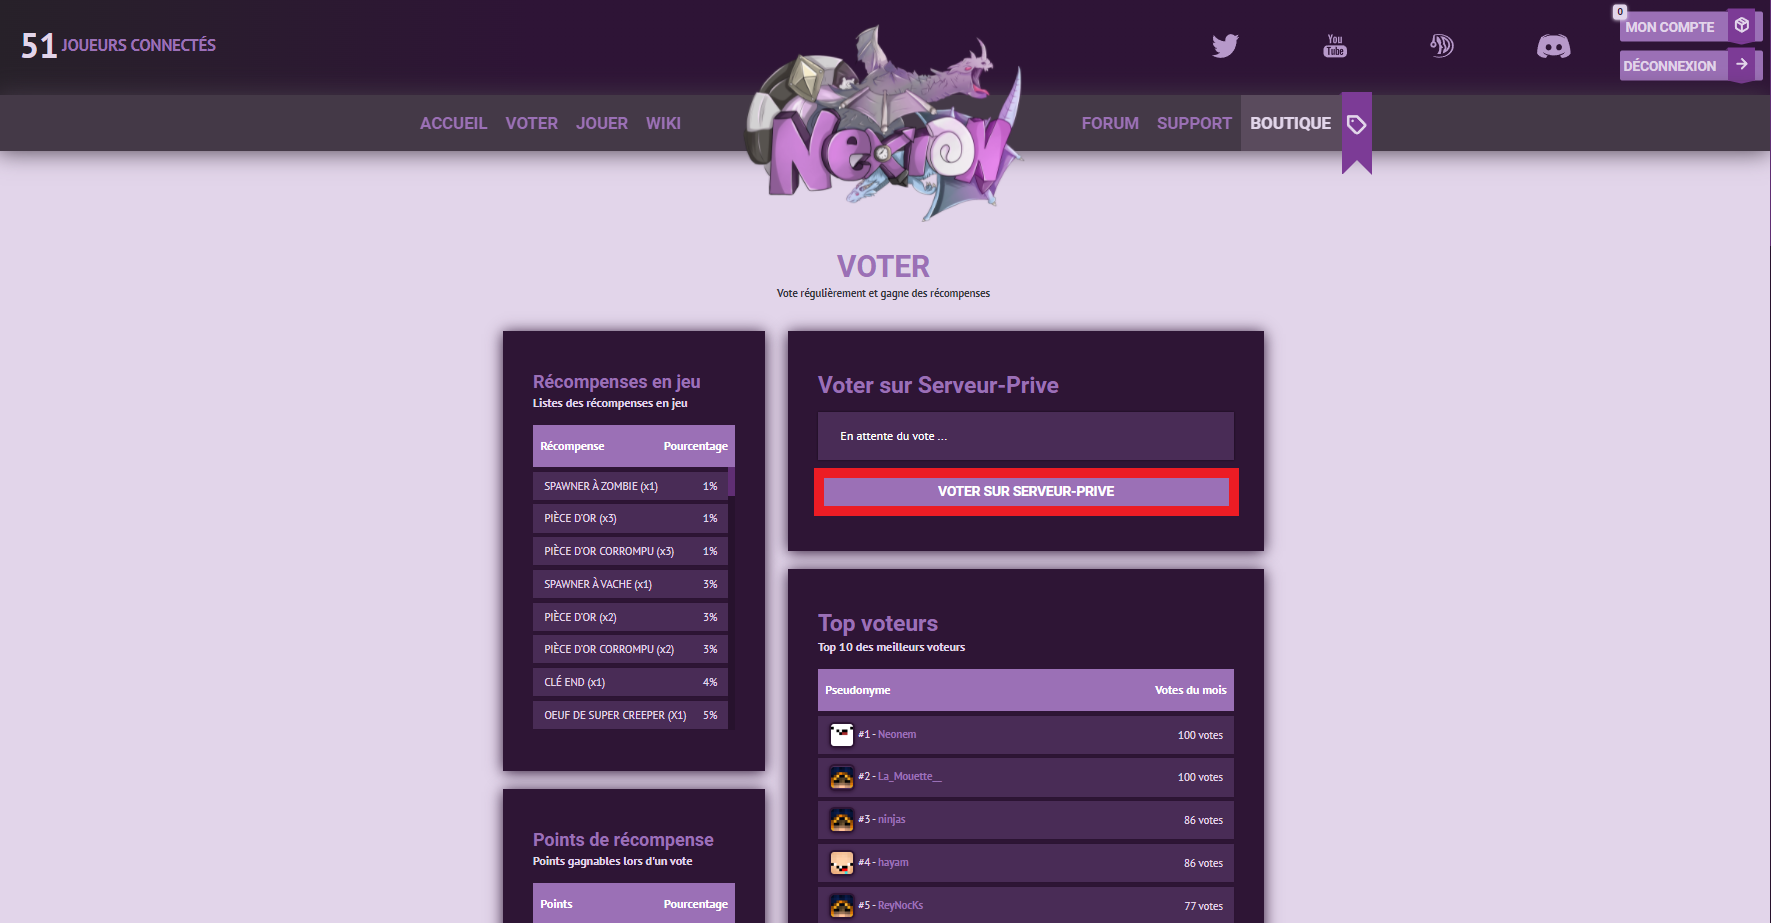 51 JOUEURS CONNECTÉS
You
Tube
0
MON COMPTE
DÉCONNEXION
ACCUEIL VOTER JOUER WIKI
NexioN
FORUM SUPPORT BOUTIQUE
VOTER
Vote régulièrement et gagne des récompenses
Récompenses en jeu
Listes des récompenses en jeu
Récompense Pourcentage
SPAWNER À ZOMBIE (x1) 1%
PIÈCE D'OR (x3) 1%
PIÈCE D'OR CORROMPU (x3) 1%
SPAWNER À VACHE (x1) 3%
PIÈCE D'OR (x2) 3%
PIÈCE D'OR CORROMPU (x2) 3%
CLÉ END (x1) 4%
OEUF DE SUPER CREEPER (X1) 5%
Points de récompense
Points gagnables lors d'un vote
Points Pourcentage
Voter sur Serveur-Prive
En attente du vote ...
VOTER SUR SERVEUR-PRIVE
Top voteurs
Top 10 des meilleurs voteurs
Pseudonyme Votes du mois
#1 - Neonem 100 votes
#2 - La_Mouette__ 100 votes
#3 - ninjas 86 votes
#4 - hayam 86 votes
#5 - ReyNocKs 77 votes